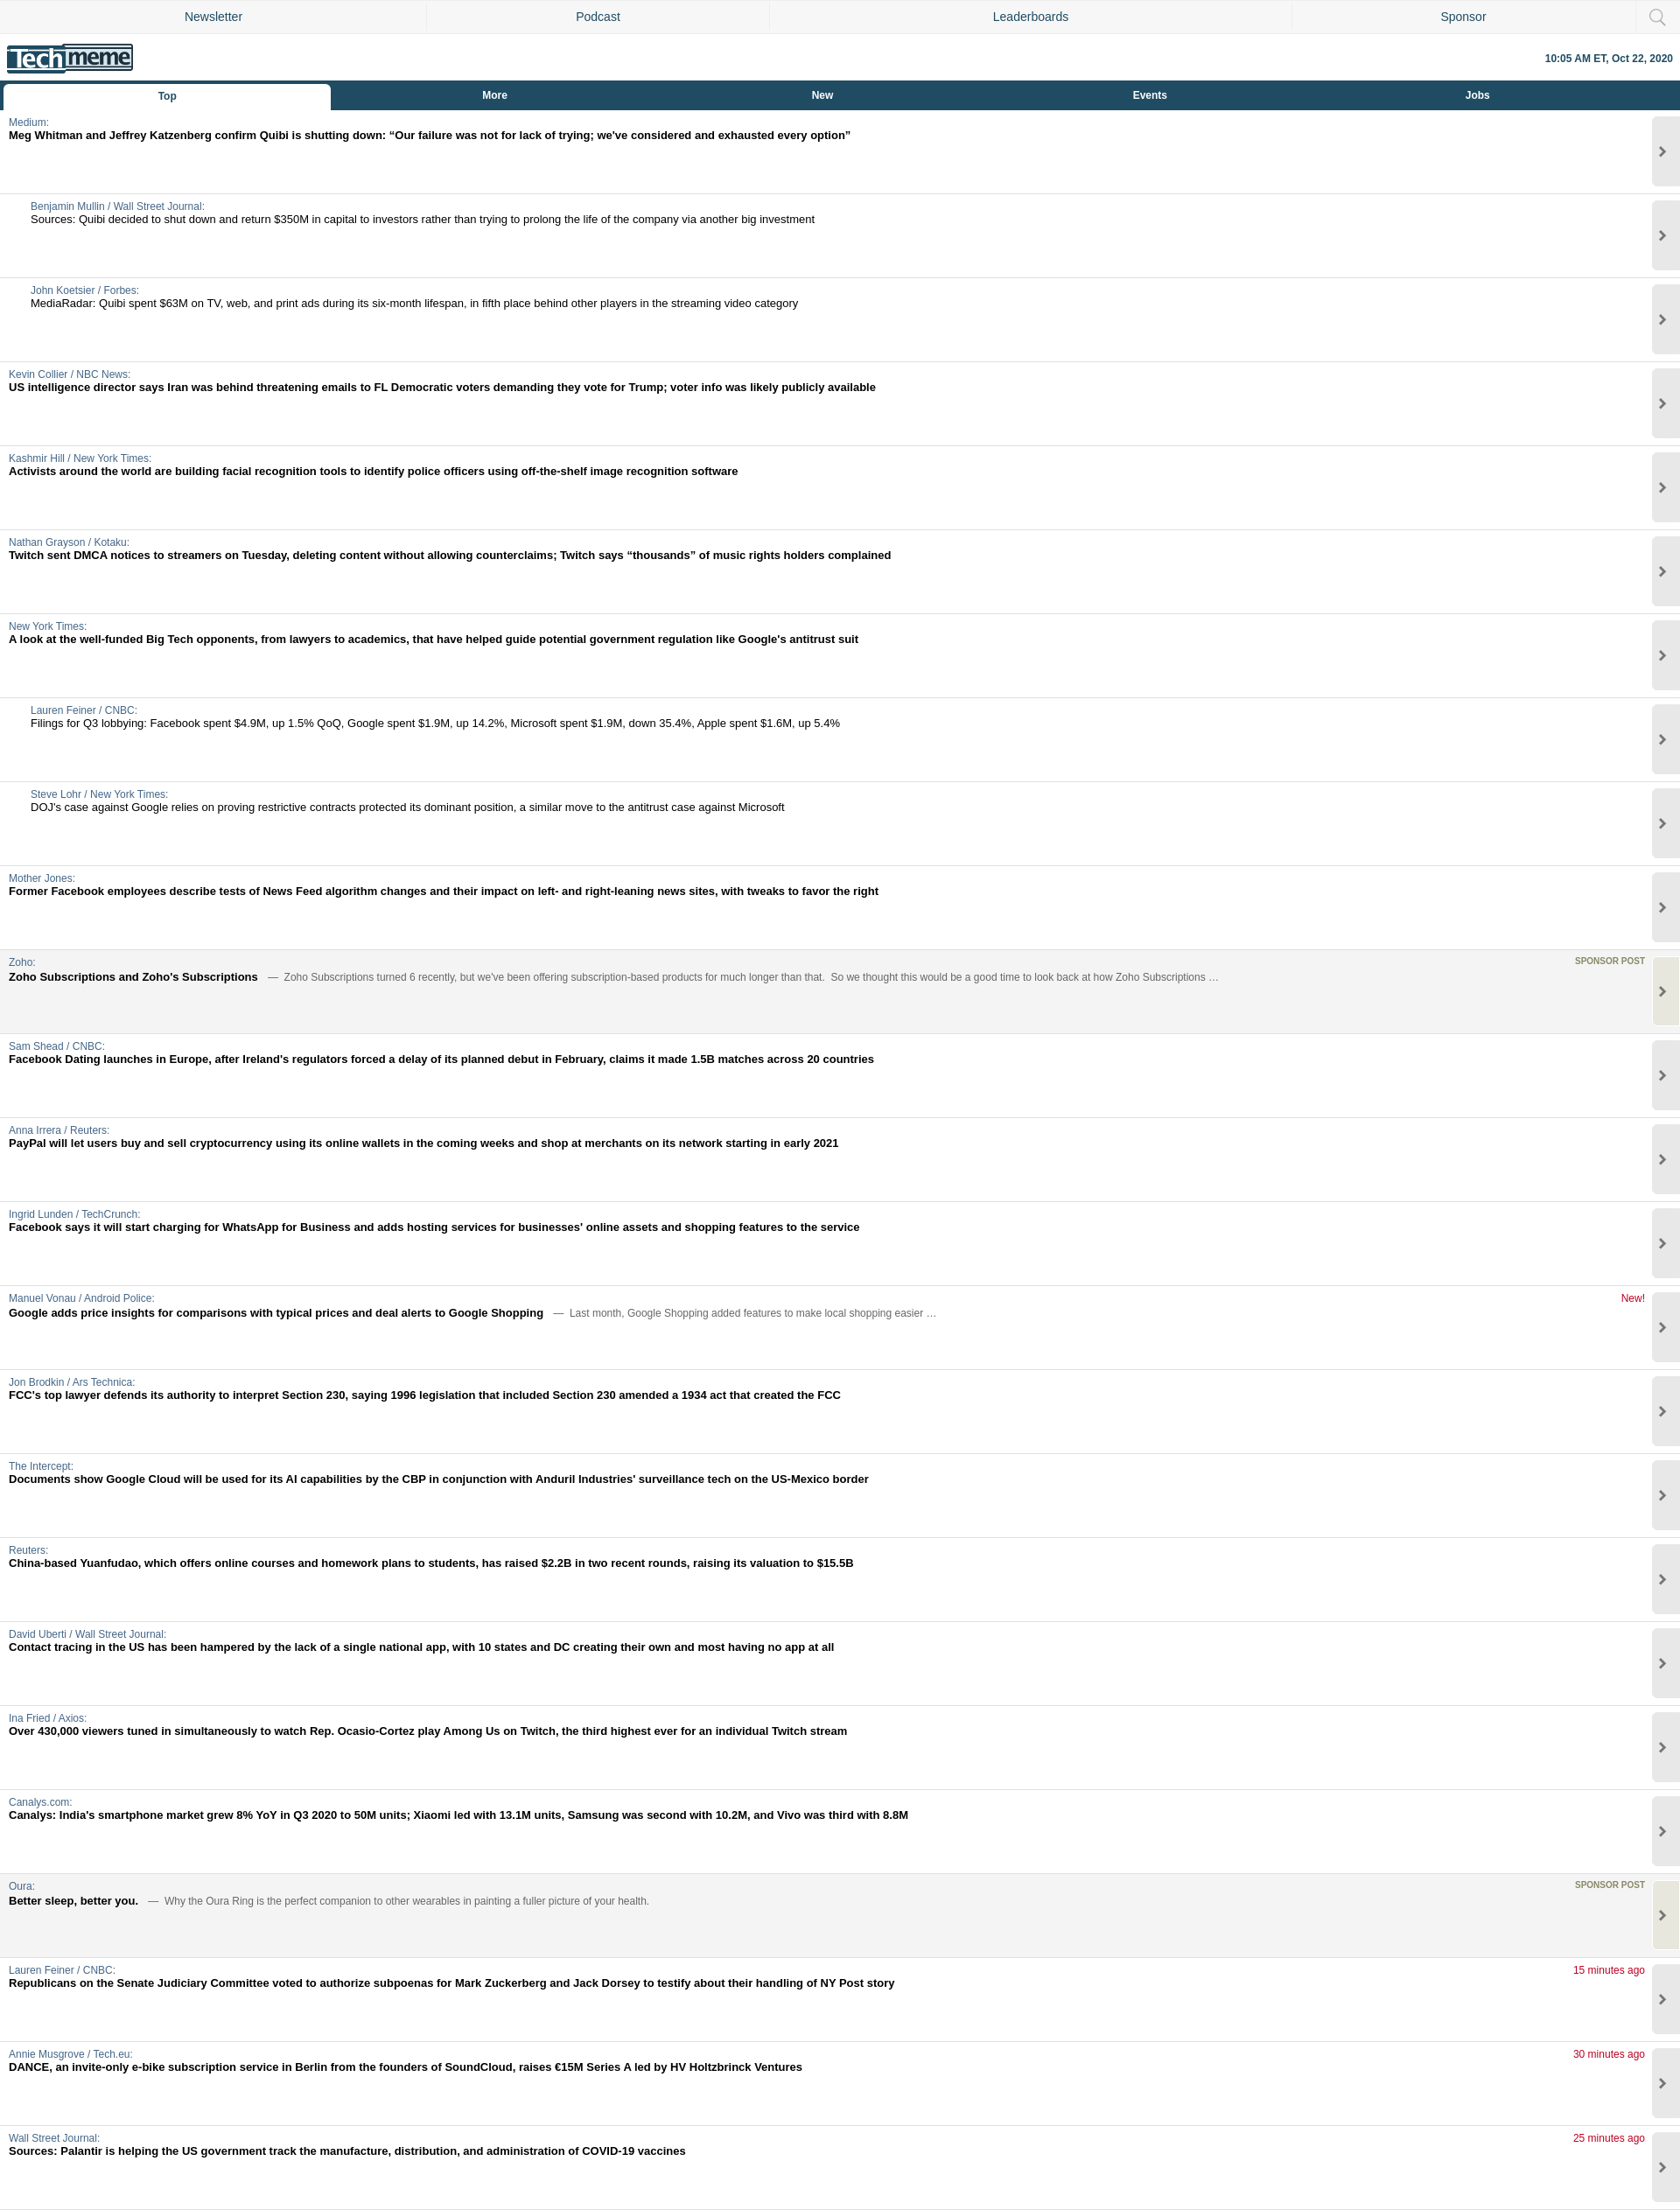 Newsletter Podcast Leaderboards Sponsor
Techmeme 10:05 AM ET, Oct 22, 2020
Top More New Events Jobs
Medium:
Meg Whitman and Jeffrey Katzenberg confirm Quibi is shutting down: “Our failure was not for lack of trying; we've considered and exhausted every option”
Benjamin Mullin / Wall Street Journal:
Sources: Quibi decided to shut down and return $350M in capital to investors rather than trying to prolong the life of the company via another big investment
John Koetsier / Forbes:
MediaRadar: Quibi spent $63M on TV, web, and print ads during its six-month lifespan, in fifth place behind other players in the streaming video category
Kevin Collier / NBC News:
US intelligence director says Iran was behind threatening emails to FL Democratic voters demanding they vote for Trump; voter info was likely publicly available
Kashmir Hill / New York Times:
Activists around the world are building facial recognition tools to identify police officers using off-the-shelf image recognition software
Nathan Grayson / Kotaku:
Twitch sent DMCA notices to streamers on Tuesday, deleting content without allowing counterclaims; Twitch says “thousands” of music rights holders complained
New York Times:
A look at the well-funded Big Tech opponents, from lawyers to academics, that have helped guide potential government regulation like Google's antitrust suit
Lauren Feiner / CNBC:
Filings for Q3 lobbying: Facebook spent $4.9M, up 1.5% QoQ, Google spent $1.9M, up 14.2%, Microsoft spent $1.9M, down 35.4%, Apple spent $1.6M, up 5.4%
Steve Lohr / New York Times:
DOJ's case against Google relies on proving restrictive contracts protected its dominant position, a similar move to the antitrust case against Microsoft
Mother Jones:
Former Facebook employees describe tests of News Feed algorithm changes and their impact on left- and right-leaning news sites, with tweaks to favor the right
Zoho: SPONSOR POST
Zoho Subscriptions and Zoho's Subscriptions — Zoho Subscriptions turned 6 recently, but we've been offering subscription-based products for much longer than that. So we thought this would be a good time to look back at how Zoho Subscriptions …
Sam Shead / CNBC:
Facebook Dating launches in Europe, after Ireland's regulators forced a delay of its planned debut in February, claims it made 1.5B matches across 20 countries
Anna Irrera / Reuters:
PayPal will let users buy and sell cryptocurrency using its online wallets in the coming weeks and shop at merchants on its network starting in early 2021
Ingrid Lunden / TechCrunch:
Facebook says it will start charging for WhatsApp for Business and adds hosting services for businesses' online assets and shopping features to the service
Manuel Vonau / Android Police: New!
Google adds price insights for comparisons with typical prices and deal alerts to Google Shopping — Last month, Google Shopping added features to make local shopping easier …
Jon Brodkin / Ars Technica:
FCC's top lawyer defends its authority to interpret Section 230, saying 1996 legislation that included Section 230 amended a 1934 act that created the FCC
The Intercept:
Documents show Google Cloud will be used for its AI capabilities by the CBP in conjunction with Anduril Industries' surveillance tech on the US-Mexico border
Reuters:
China-based Yuanfudao, which offers online courses and homework plans to students, has raised $2.2B in two recent rounds, raising its valuation to $15.5B
David Uberti / Wall Street Journal:
Contact tracing in the US has been hampered by the lack of a single national app, with 10 states and DC creating their own and most having no app at all
Ina Fried / Axios:
Over 430,000 viewers tuned in simultaneously to watch Rep. Ocasio-Cortez play Among Us on Twitch, the third highest ever for an individual Twitch stream
Canalys.com:
Canalys: India's smartphone market grew 8% YoY in Q3 2020 to 50M units; Xiaomi led with 13.1M units, Samsung was second with 10.2M, and Vivo was third with 8.8M
Oura: SPONSOR POST
Better sleep, better you. — Why the Oura Ring is the perfect companion to other wearables in painting a fuller picture of your health.
Lauren Feiner / CNBC: 15 minutes ago
Republicans on the Senate Judiciary Committee voted to authorize subpoenas for Mark Zuckerberg and Jack Dorsey to testify about their handling of NY Post story
Annie Musgrove / Tech.eu: 30 minutes ago
DANCE, an invite-only e-bike subscription service in Berlin from the founders of SoundCloud, raises €15M Series A led by HV Holtzbrinck Ventures
Wall Street Journal: 25 minutes ago
Sources: Palantir is helping the US government track the manufacture, distribution, and administration of COVID-19 vaccines